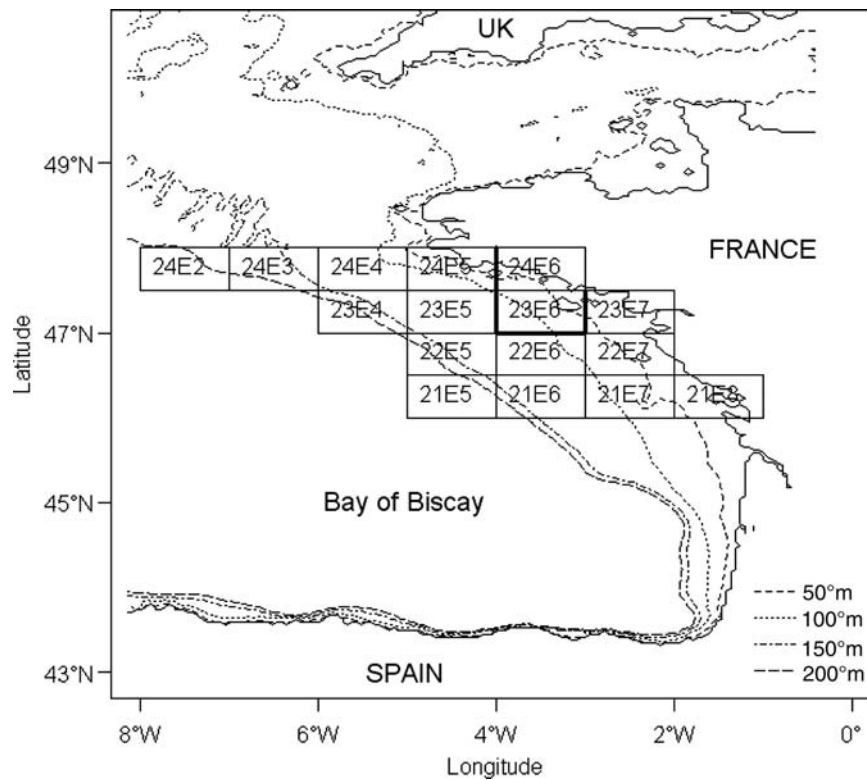 UK
49°N
FRANCE
24E2 24E3 24E4 24E5 24E6
23E4 23E5 23E6 23E7
47°N
22E5 22E6 22E7
Latitude
21E5 21E6 21E7 21E8
45°N
Bay of Biscay
50°m
100°m
150°m
200°m
43°N
SPAIN
8°W 6°W 4°W 2°W 0°
Longitude